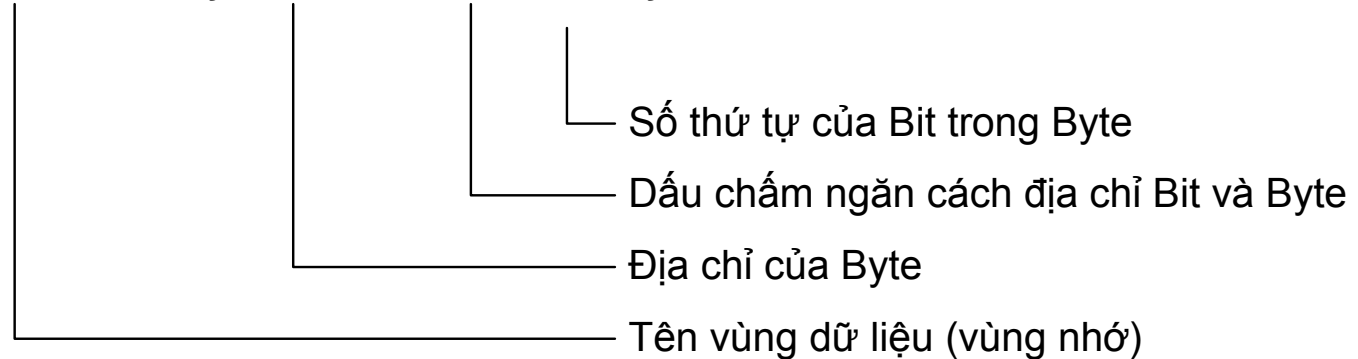 Số thứ tự của Bit trong Byte
Dấu chấm ngăn cách địa chỉ Bit và Byte
Địa chỉ của Byte
Tên vùng dữ liệu (vùng nhớ)